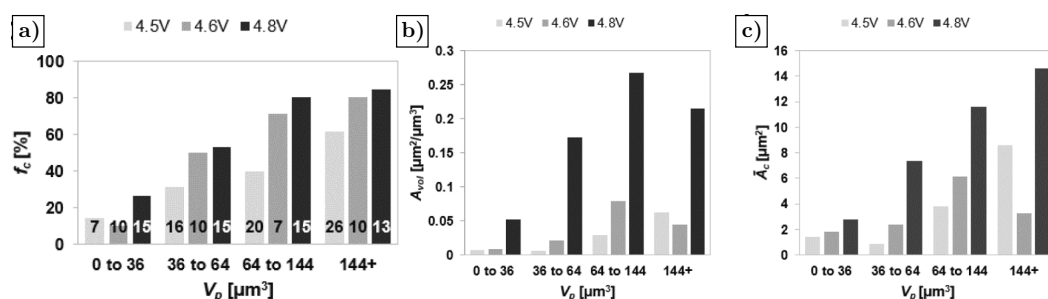 a)
4.5V 4.6V 4.8V
f_c [%]
100
80
60
40
20
0
7 10 15 16 10 15 20 7 15 26 10 13
0 to 36 36 to 64 64 to 144 144+
V_p [μm³]
b)
4.5V 4.6V 4.8V
A_vol [μm²/μm³]
0.3
0.25
0.2
0.15
0.1
0.05
0
0 to 36 36 to 64 64 to 144 144+
V_p [μm³]
c)
4.5V 4.6V 4.8V
Ā_c [μm²]
16
14
12
10
8
6
4
2
0
0 to 36 36 to 64 64 to 144 144+
V_p [μm³]